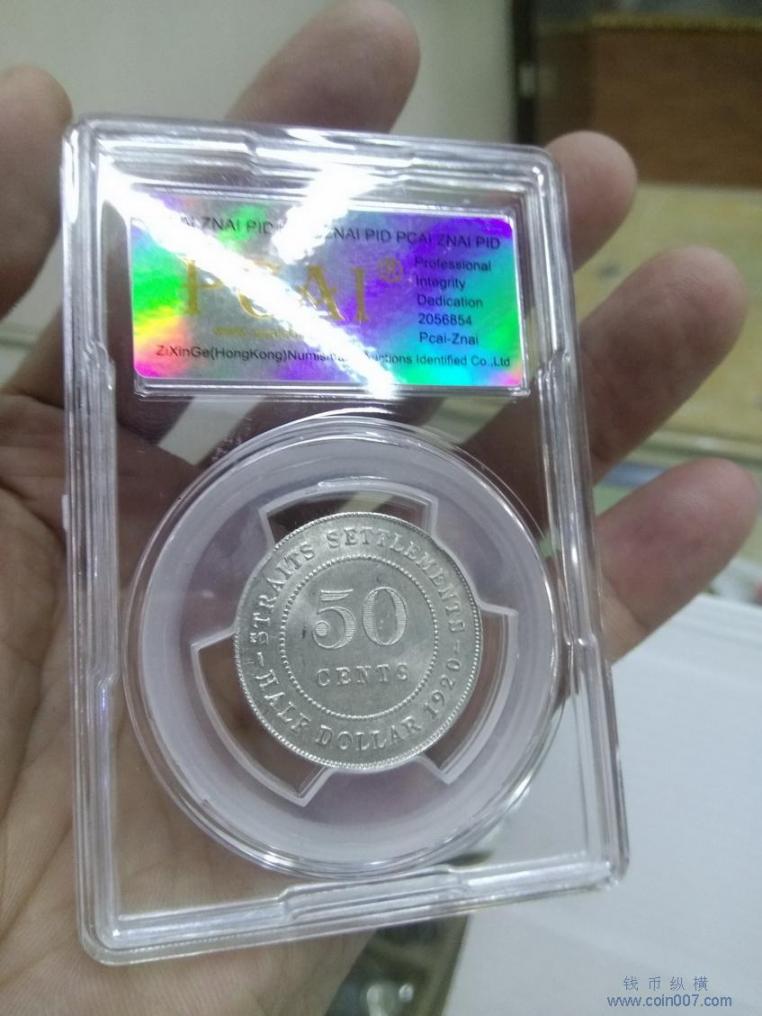 ZNAI PID ZNAI PID PCAI ZNAI PID
PCAI®
Professional
Integrity
Dedication
2056854
Pcai-Znai
ZiXinGe(HongKong)Numis Auctions Identified Co.,Ltd
STRAITS SETTLEMENTS
50
CENTS
HALF DOLLAR 1920
钱币纵横
www.coin007.com